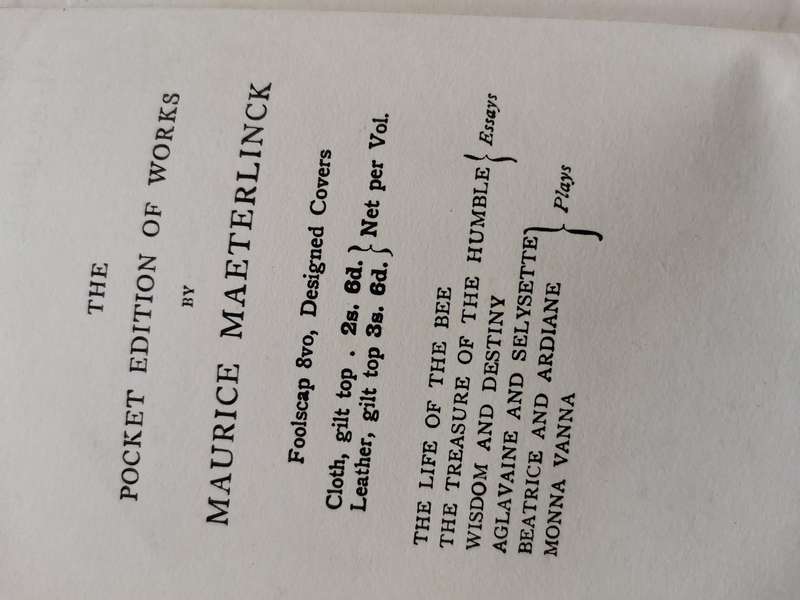 THE
POCKET EDITION OF WORKS
BY
MAURICE MAETERLINCK
Foolscap 8vo, Designed Covers
Cloth, gilt top . 2s. 6d. } Net per Vol.
Leather, gilt top 3s. 6d.
THE LIFE OF THE BEE
THE TREASURE OF THE HUMBLE } Essays
WISDOM AND DESTINY
AGLAVAINE AND SELYSETTE
BEATRICE AND ARDIANE } Plays
MONNA VANNA